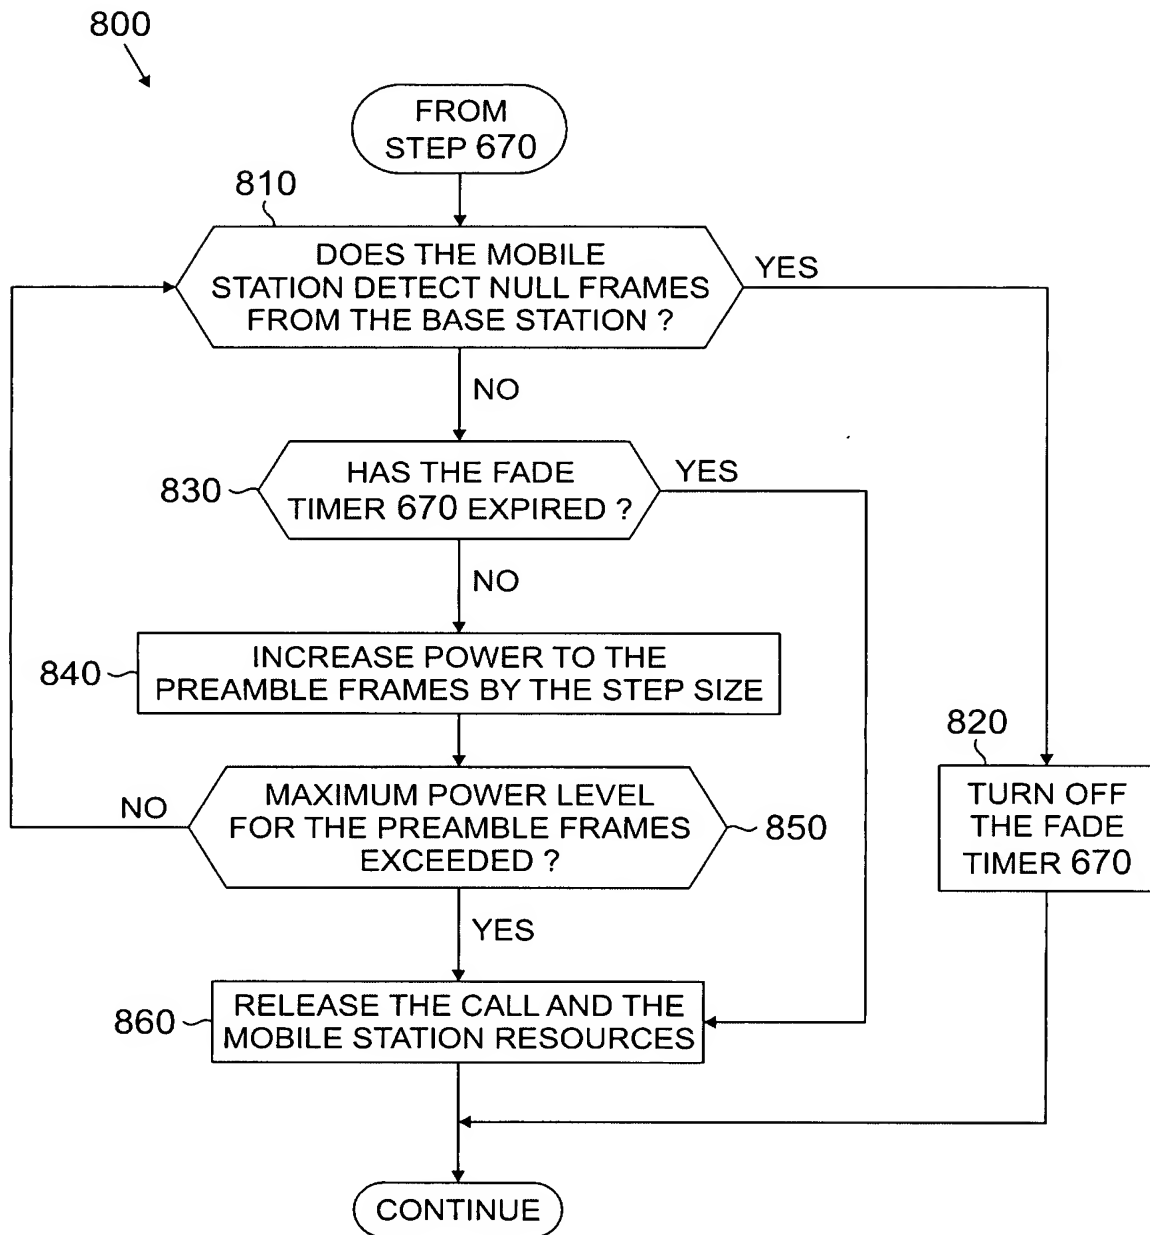 800
FROM
STEP 670
810
DOES THE MOBILE
STATION DETECT NULL FRAMES
FROM THE BASE STATION ?
YES
NO
830
HAS THE FADE
TIMER 670 EXPIRED ?
YES
NO
840
INCREASE POWER TO THE
PREAMBLE FRAMES BY THE STEP SIZE
820
TURN OFF
THE FADE
TIMER 670
NO
MAXIMUM POWER LEVEL
FOR THE PREAMBLE FRAMES
EXCEEDED ?
850
YES
860
RELEASE THE CALL AND THE
MOBILE STATION RESOURCES
CONTINUE